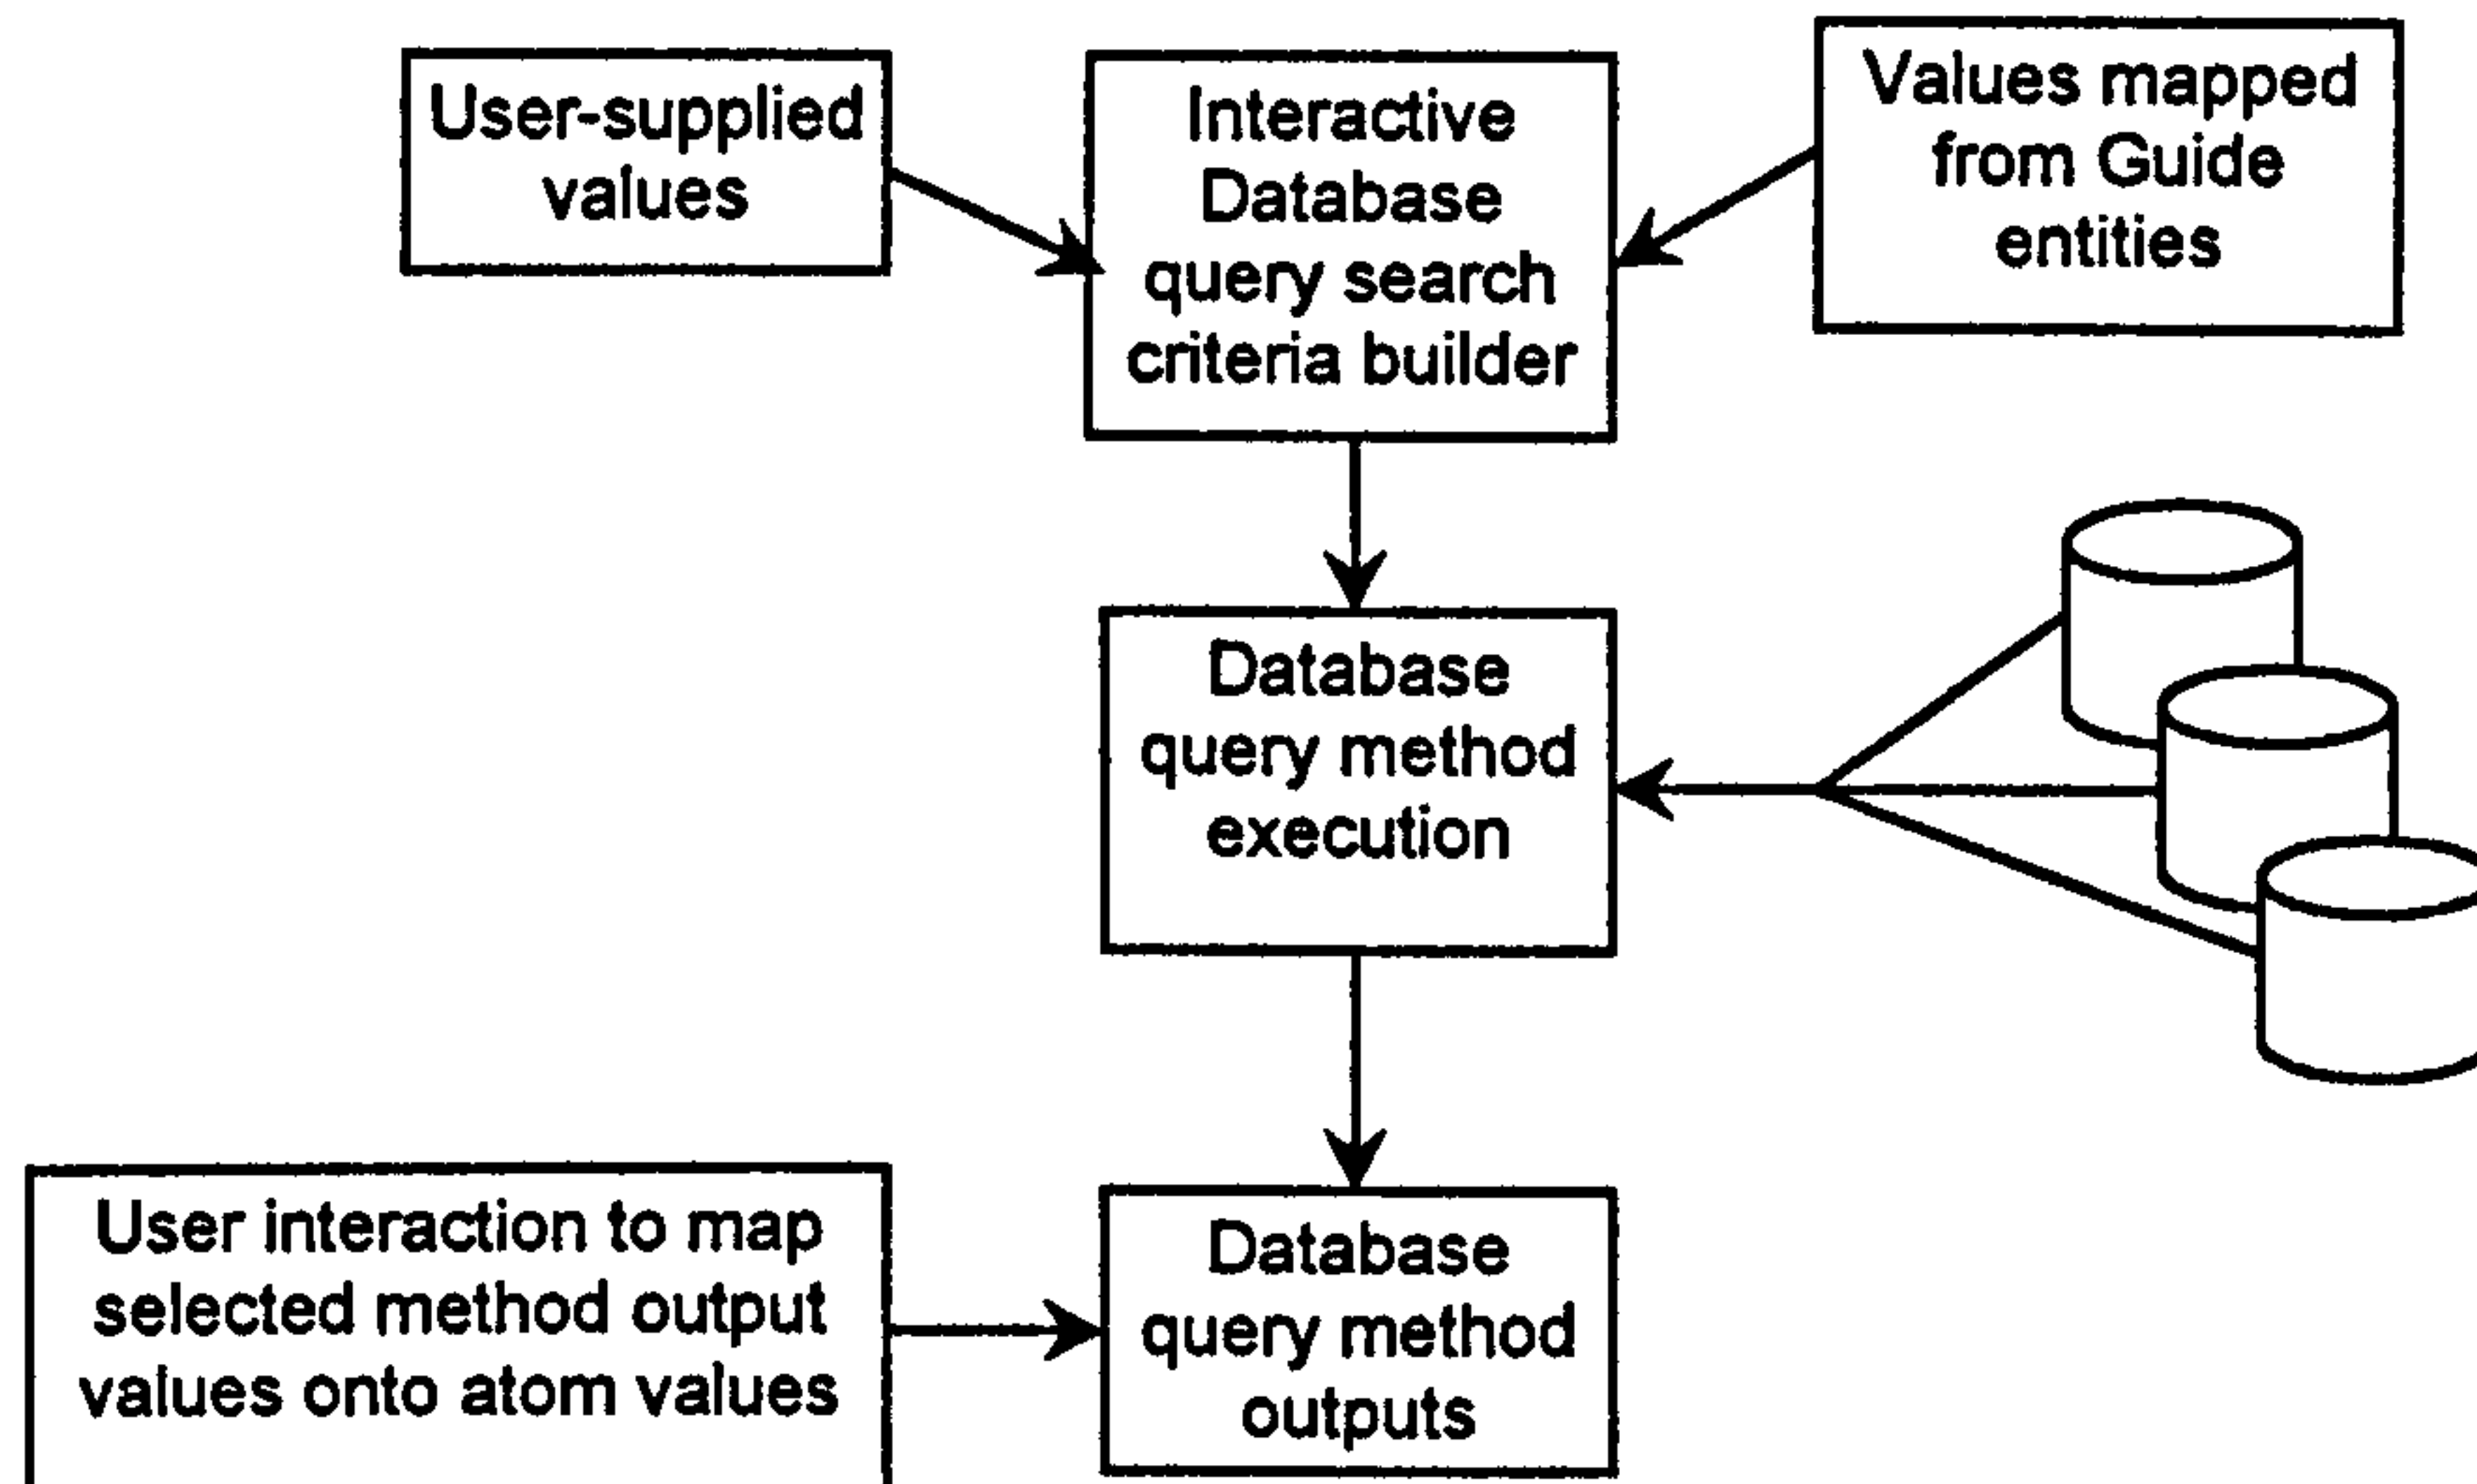 User-supplied
values
Interactive
Database
query search
criteria builder
Values mapped
from Guide
entities
Database
query method
execution
User interaction to map
selected method output
values onto atom values
Database
query method
outputs